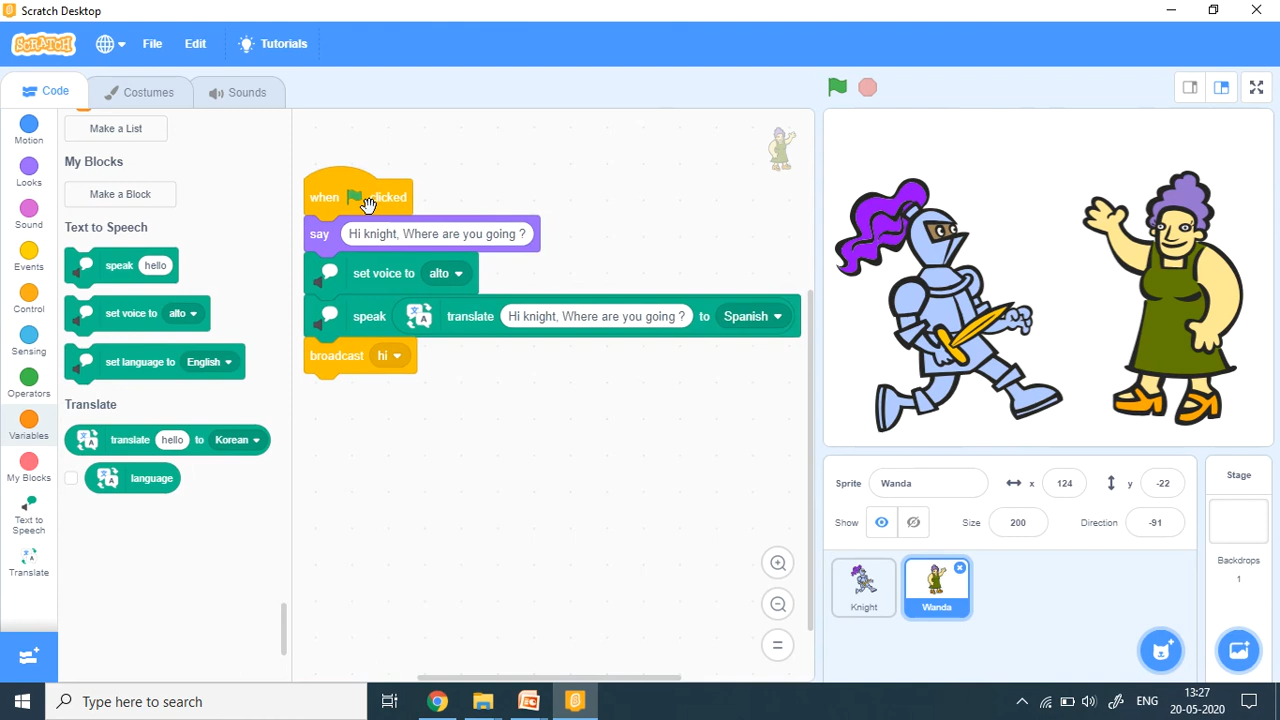 Scratch Desktop
SCRATCH
File
Edit
Tutorials
Code
Costumes
Sounds
Motion
Looks
Sound
Events
Control
Sensing
Operators
Variables
My Blocks
Text to
Speech
Translate
Make a List
My Blocks
Make a Block
Text to Speech
speak hello
set voice to alto
set language to English
Translate
translate hello to Korean
language
when clicked
say Hi knight, Where are you going ?
set voice to alto
speak translate Hi knight, Where are you going ? to Spanish
broadcast hi
Sprite Wanda x 124 y -22
Show Size 200 Direction -91
Knight
Wanda
Stage
Backdrops
1
Type here to search
ENG
13:27
20-05-2020